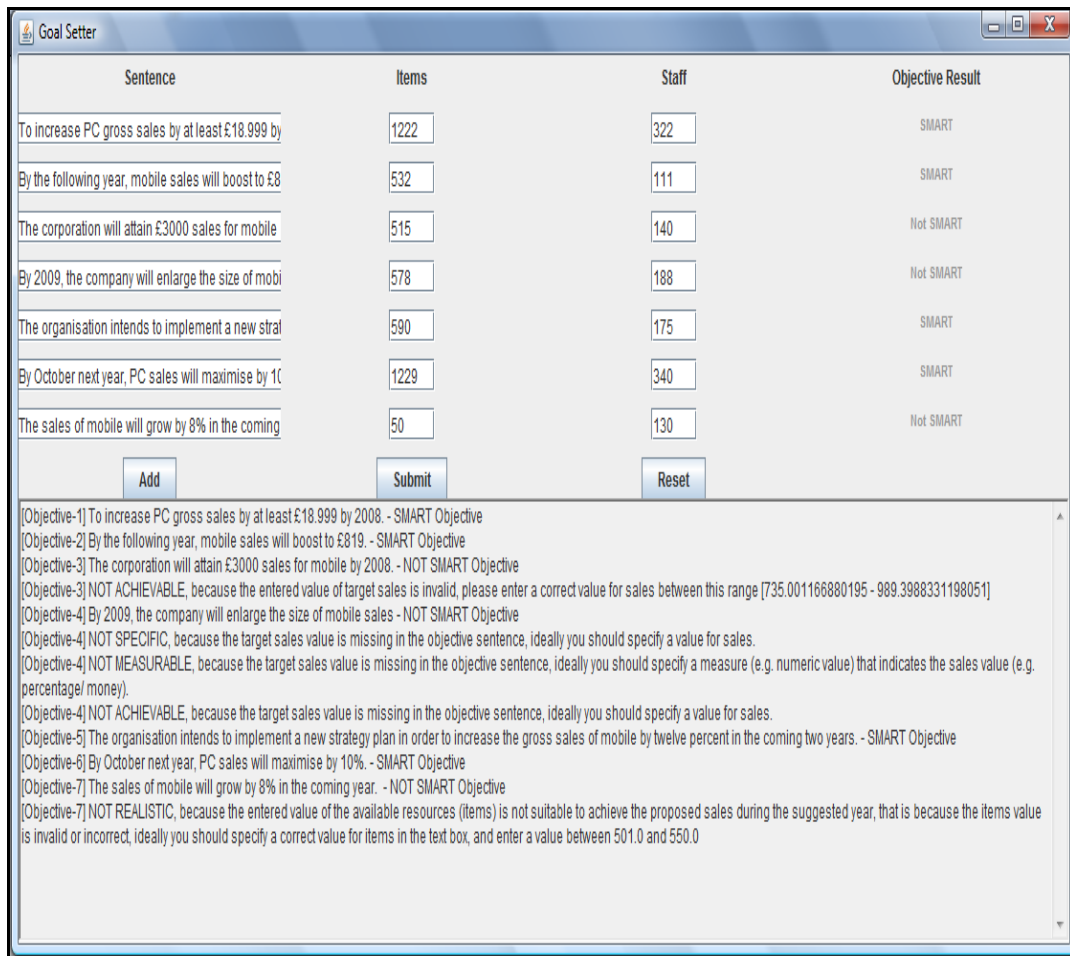 Goal Setter
Sentence Items Staff Objective Result
To increase PC gross sales by at least £18.999 by 1222 322 SMART
By the following year, mobile sales will boost to £8 532 111 SMART
The corporation will attain £3000 sales for mobile 515 140 Not SMART
By 2009, the company will enlarge the size of mobi 578 188 Not SMART
The organisation intends to implement a new strat 590 175 SMART
By October next year, PC sales will maximise by 10 1229 340 SMART
The sales of mobile will grow by 8% in the coming 50 130 Not SMART
Add Submit Reset
[Objective-1] To increase PC gross sales by at least £18.999 by 2008. - SMART Objective
[Objective-2] By the following year, mobile sales will boost to £819. - SMART Objective
[Objective-3] The corporation will attain £3000 sales for mobile by 2008. - NOT SMART Objective
[Objective-3] NOT ACHIEVABLE, because the entered value of target sales is invalid, please enter a correct value for sales between this range [735.001166880195 - 989.3988331198051]
[Objective-4] By 2009, the company will enlarge the size of mobile sales - NOT SMART Objective
[Objective-4] NOT SPECIFIC, because the target sales value is missing in the objective sentence, ideally you should specify a value for sales.
[Objective-4] NOT MEASURABLE, because the target sales value is missing in the objective sentence, ideally you should specify a measure (e.g. numeric value) that indicates the sales value (e.g.
percentage/ money).
[Objective-4] NOT ACHIEVABLE, because the target sales value is missing in the objective sentence, ideally you should specify a value for sales.
[Objective-5] The organisation intends to implement a new strategy plan in order to increase the gross sales of mobile by twelve percent in the coming two years. - SMART Objective
[Objective-6] By October next year, PC sales will maximise by 10%. - SMART Objective
[Objective-7] The sales of mobile will grow by 8% in the coming year. - NOT SMART Objective
[Objective-7] NOT REALISTIC, because the entered value of the available resources (items) is not suitable to achieve the proposed sales during the suggested year, that is because the items value
is invalid or incorrect, ideally you should specify a correct value for items in the text box, and enter a value between 501.0 and 550.0